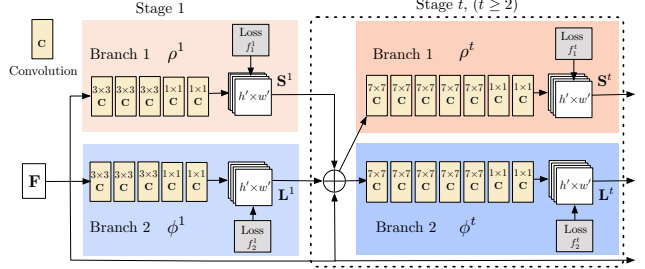 Stage 1
Stage t, (t ≥ 2)
C
Convolution
Branch 1 ρ¹
Loss
f₁¹
S¹
3×3 C 3×3 C 3×3 C 1×1 C 1×1 C
h'×w'
Branch 1 ρᵗ
Loss
f₁ᵗ
Sᵗ
7×7 C 7×7 C 7×7 C 7×7 C 7×7 C 1×1 C 1×1 C
h'×w'
F
3×3 C 3×3 C 3×3 C 1×1 C 1×1 C
h'×w'
L¹
Branch 2 ϕ¹
Loss
f₂¹
7×7 C 7×7 C 7×7 C 7×7 C 7×7 C 1×1 C 1×1 C
h'×w'
Lᵗ
Branch 2 ϕᵗ
Loss
f₂ᵗ